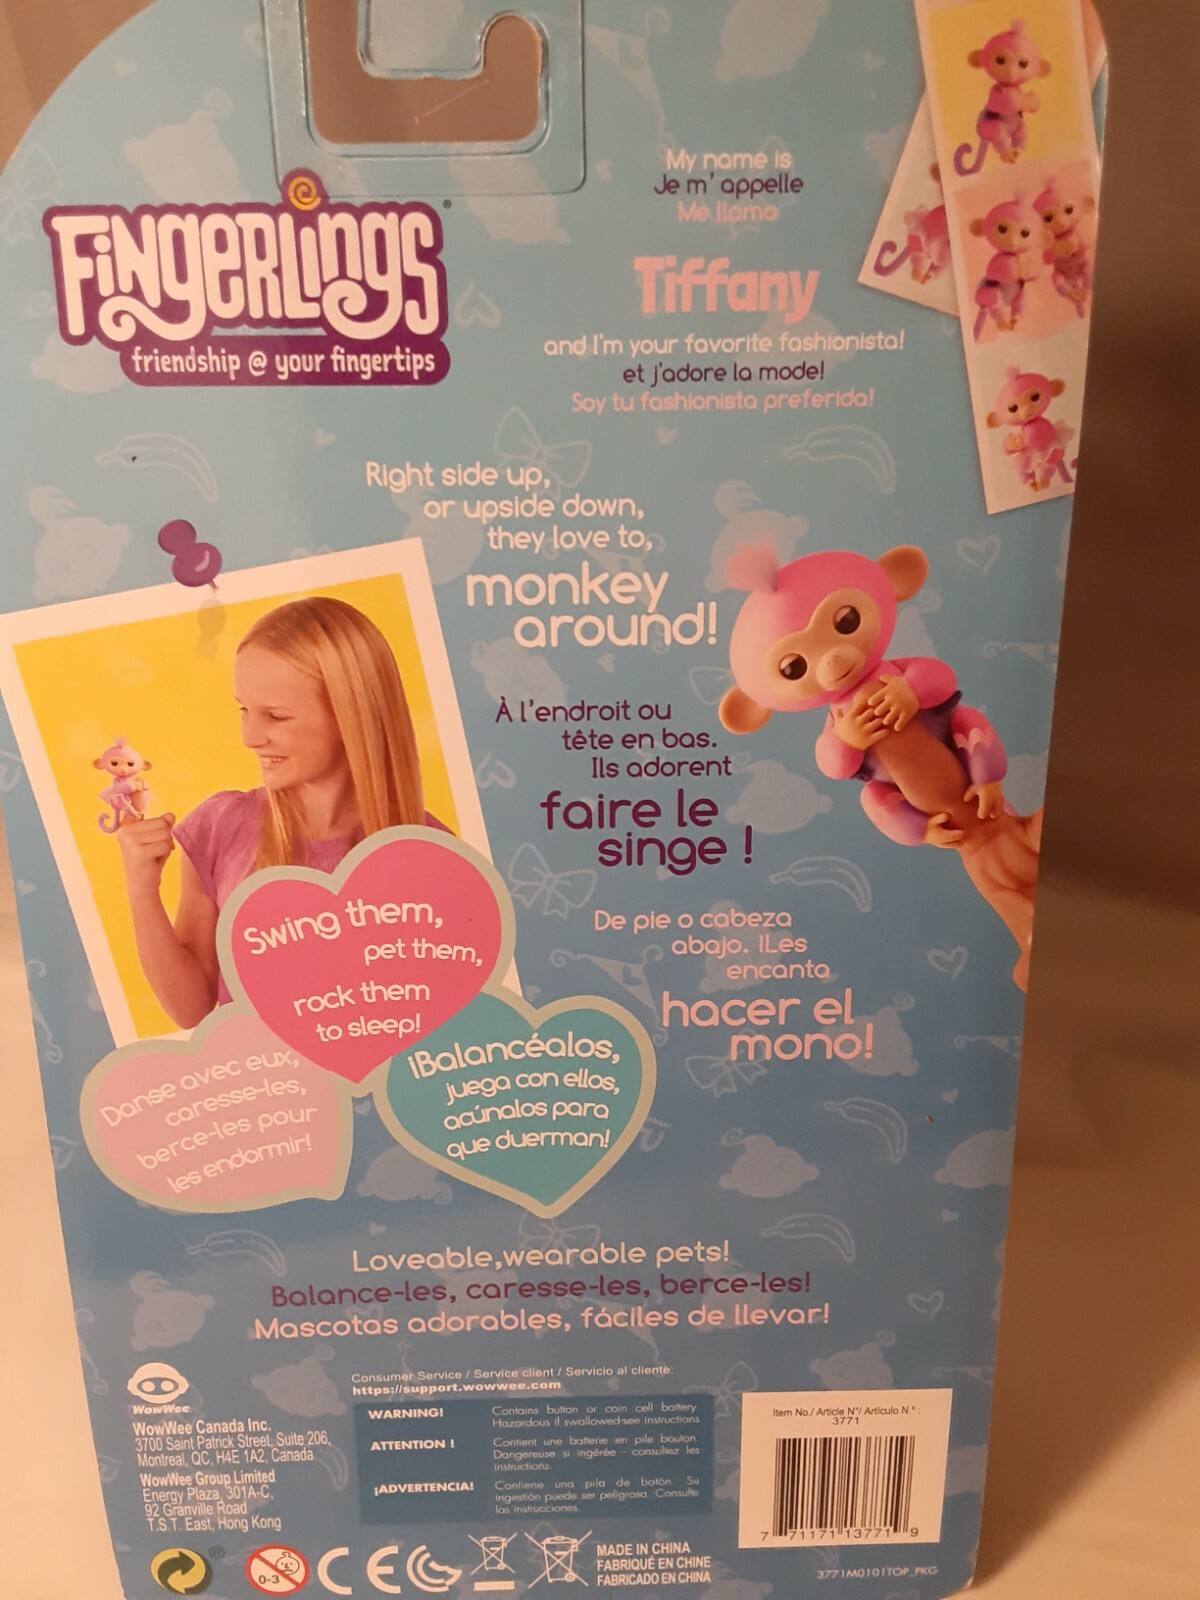 FiNGERLiNgS
®
friendship @ your fingertips
My name is
Je m'appelle
Me llamo
Tiffany
and I'm your favorite fashionista!
et j'adore la mode!
Soy tu fashionista preferida!
Right side up,
or upside down,
they love to,
monkey
around!
À l'endroit ou
tête en bas.
Ils adorent
faire le
singe !
De pie o cabeza
abajo. ILes
encanta
hacer el
mono!
Swing them,
pet them,
rock them
to sleep!
Danse avec eux,
caresse-les,
berce-les pour
les endormir!
¡Balancéalos,
juega con ellos,
acúnalos para
que duerman!
Loveable,wearable pets!
Balance-les, caresse-les, berce-les!
Mascotas adorables, fáciles de llevar!
WowWee
WowWee Canada Inc.
3700 Saint Patrick Street, Suite 206,
Montreal, QC, H4E 1A2, Canada
WowWee Group Limited
Energy Plaza, 301A-C,
92 Granville Road
T.S.T. East, Hong Kong
Consumer Service / Service client / Servicio al cliente:
https://support.wowwee.com
WARNING!
Contains button or coin cell battery
Hazardous if swallowed-see instructions
ATTENTION !
Contient une batterie en pile bouton.
Dangereuse si ingérée - consultez les
instructions.
¡ADVERTENCIA!
Contiene una pila de botón. Su
ingestión puede ser peligrosa. Consulte
las instrucciones.
Item No./ Article N°/ Artículo N.° :
3771
7 71171 13771 9
®
0-3
CE
MADE IN CHINA
FABRIQUÉ EN CHINE
FABRICADO EN CHINA
3771M0101TOP_PKG